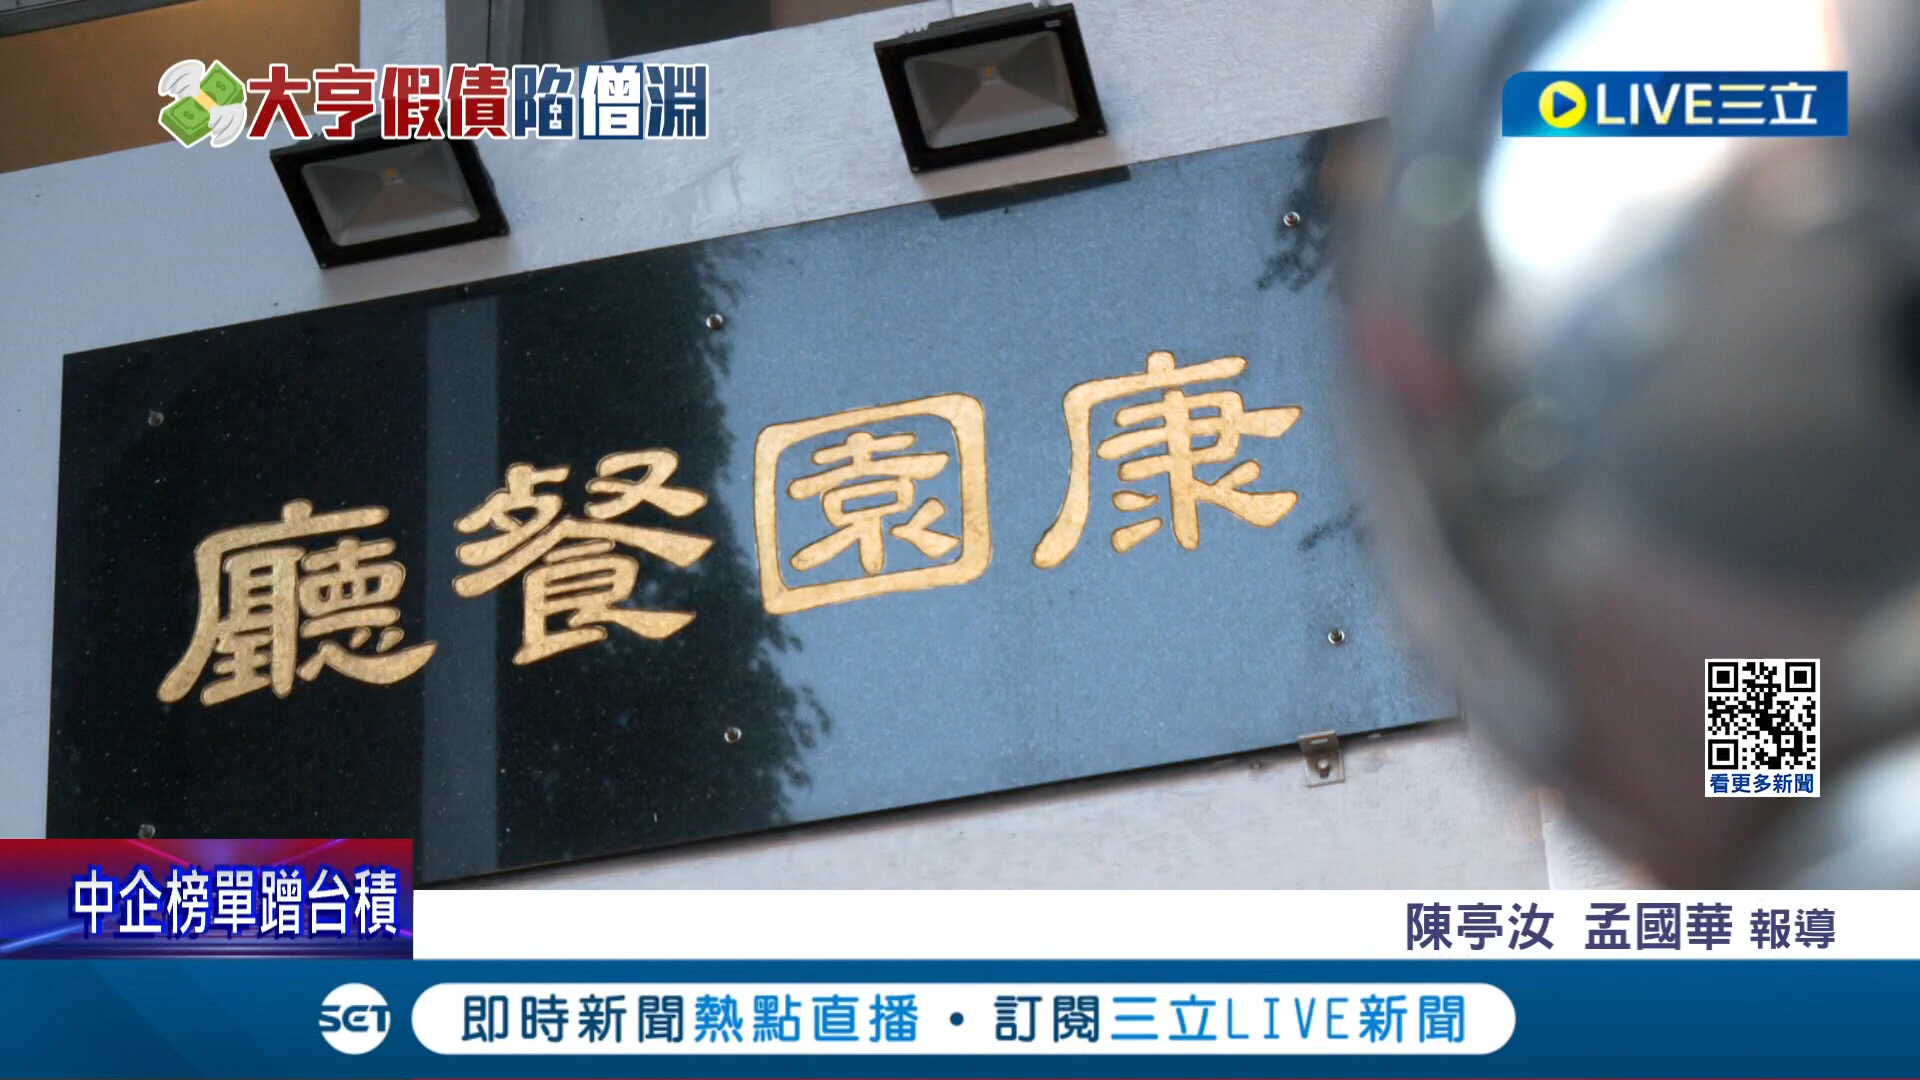 大亨假債陷僧淵
LIVE三立
康園餐廳
看更多新聞
中企榜單蹭台積
陳亭汝 孟國華 報導
SET 即時新聞熱點直播·訂閱三立LIVE新聞